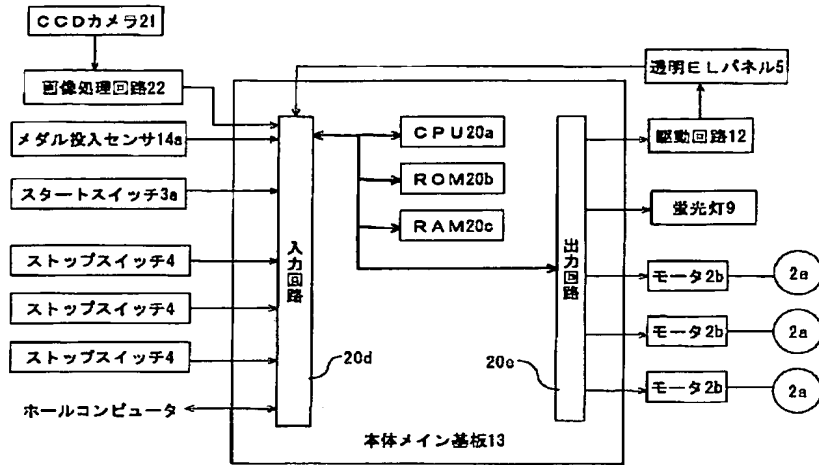 CCDカメラ21
画像処理回路22
メダル投入センサ14a
スタートスイッチ3a
ストップスイッチ4
ストップスイッチ4
ストップスイッチ4
ホールコンピュータ
入力回路
20d
CPU20a
ROM20b
RAM20c
出力回路
20e
本体メイン基板13
透明ELパネル5
駆動回路12
蛍光灯9
モータ2b
2a
モータ2b
2a
モータ2b
2a